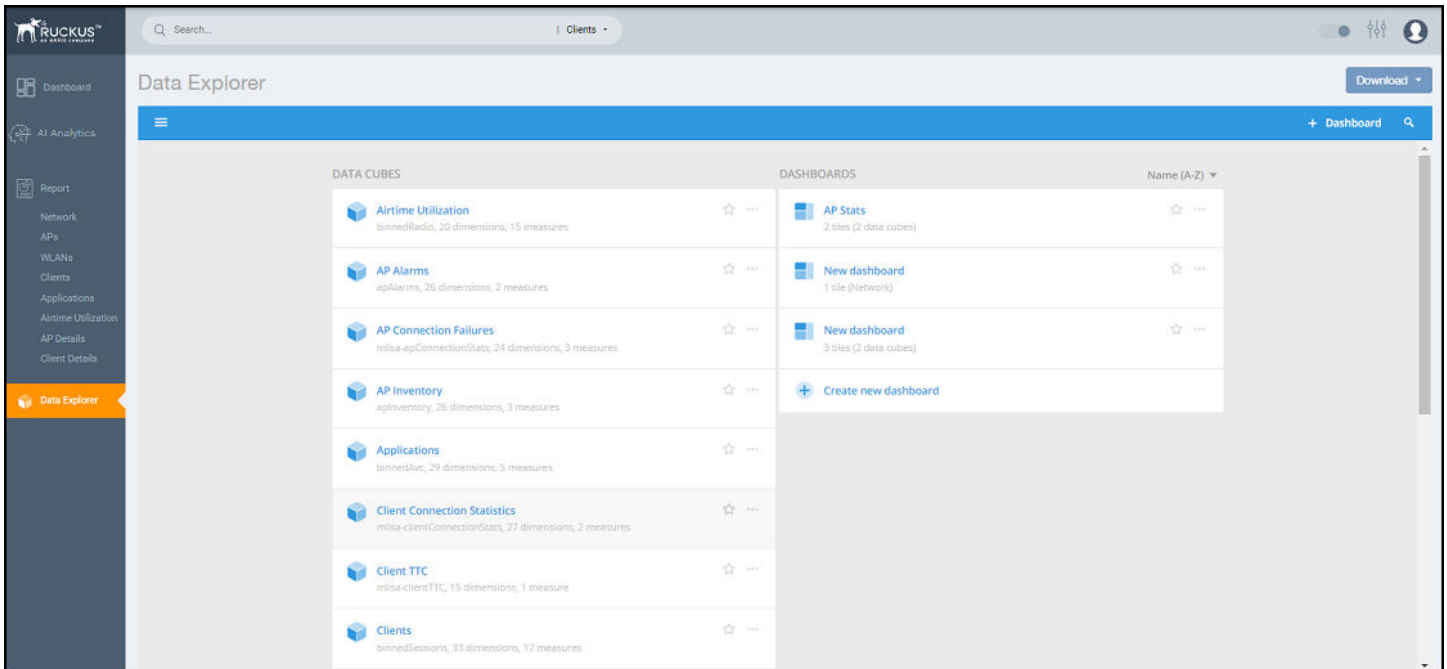 RUCKUS™
an ARRIS company
Search...
| Clients
Dashboard
AI Analytics
Report
Network
APs
WLANs
Clients
Applications
Airtime Utilization
AP Details
Client Details
Data Explorer
Data Explorer
Download
+ Dashboard
DATA CUBES
Airtime Utilization
binnedRadio, 20 dimensions, 15 measures
AP Alarms
apAlarms, 26 dimensions, 2 measures
AP Connection Failures
mlisa-apConnectionStats, 24 dimensions, 3 measures
AP Inventory
apInventory, 26 dimensions, 3 measures
Applications
binnedAvc, 29 dimensions, 5 measures
Client Connection Statistics
mlisa-clientConnectionStats, 27 dimensions, 2 measures
Client TTC
mlisa-clientTTC, 15 dimensions, 1 measure
Clients
binnedSessions, 33 dimensions, 17 measures
DASHBOARDS
Name (A-Z)
AP Stats
2 tiles (2 data cubes)
New dashboard
1 tile (Network)
New dashboard
3 tiles (2 data cubes)
Create new dashboard